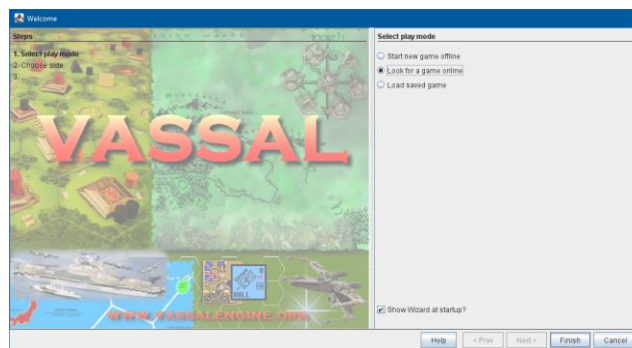 Welcome
Steps
1. Select play mode
2. Choose side
3.
VASSAL
WWW.VASSALENGINE.ORG
Select play mode
Start new game offline
Look for a game online
Load saved game
Show Wizard at startup?
Help
< Prev
Next >
Finish
Cancel